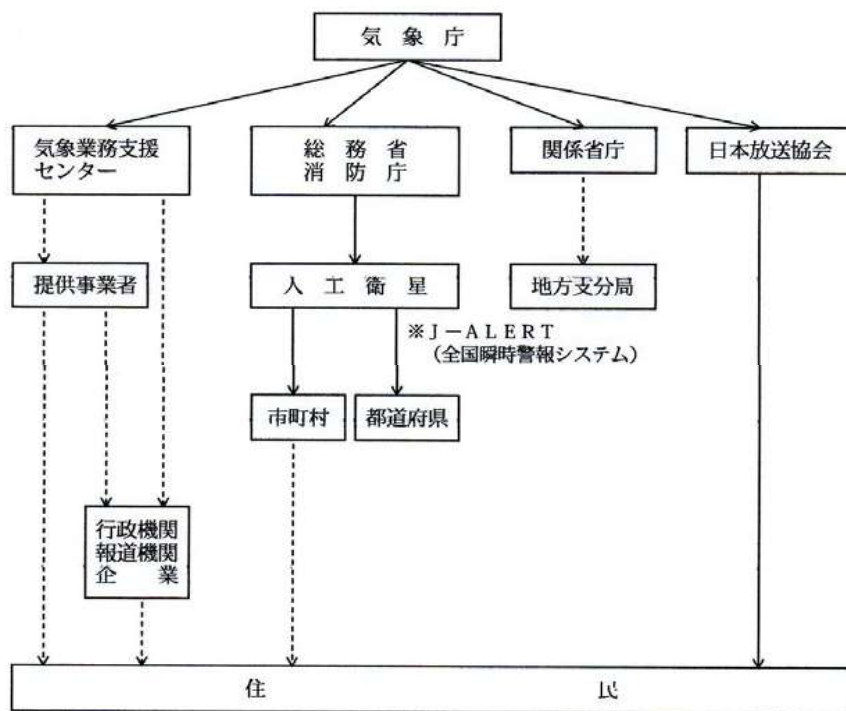 気象庁
気象業務支援
センター
総務省
消防庁
関係省庁
日本放送協会
提供事業者
人工衛星
地方支分局
※J－ALERT
（全国瞬時警報システム）
市町村
都道府県
行政機関
報道機関
企業
住民